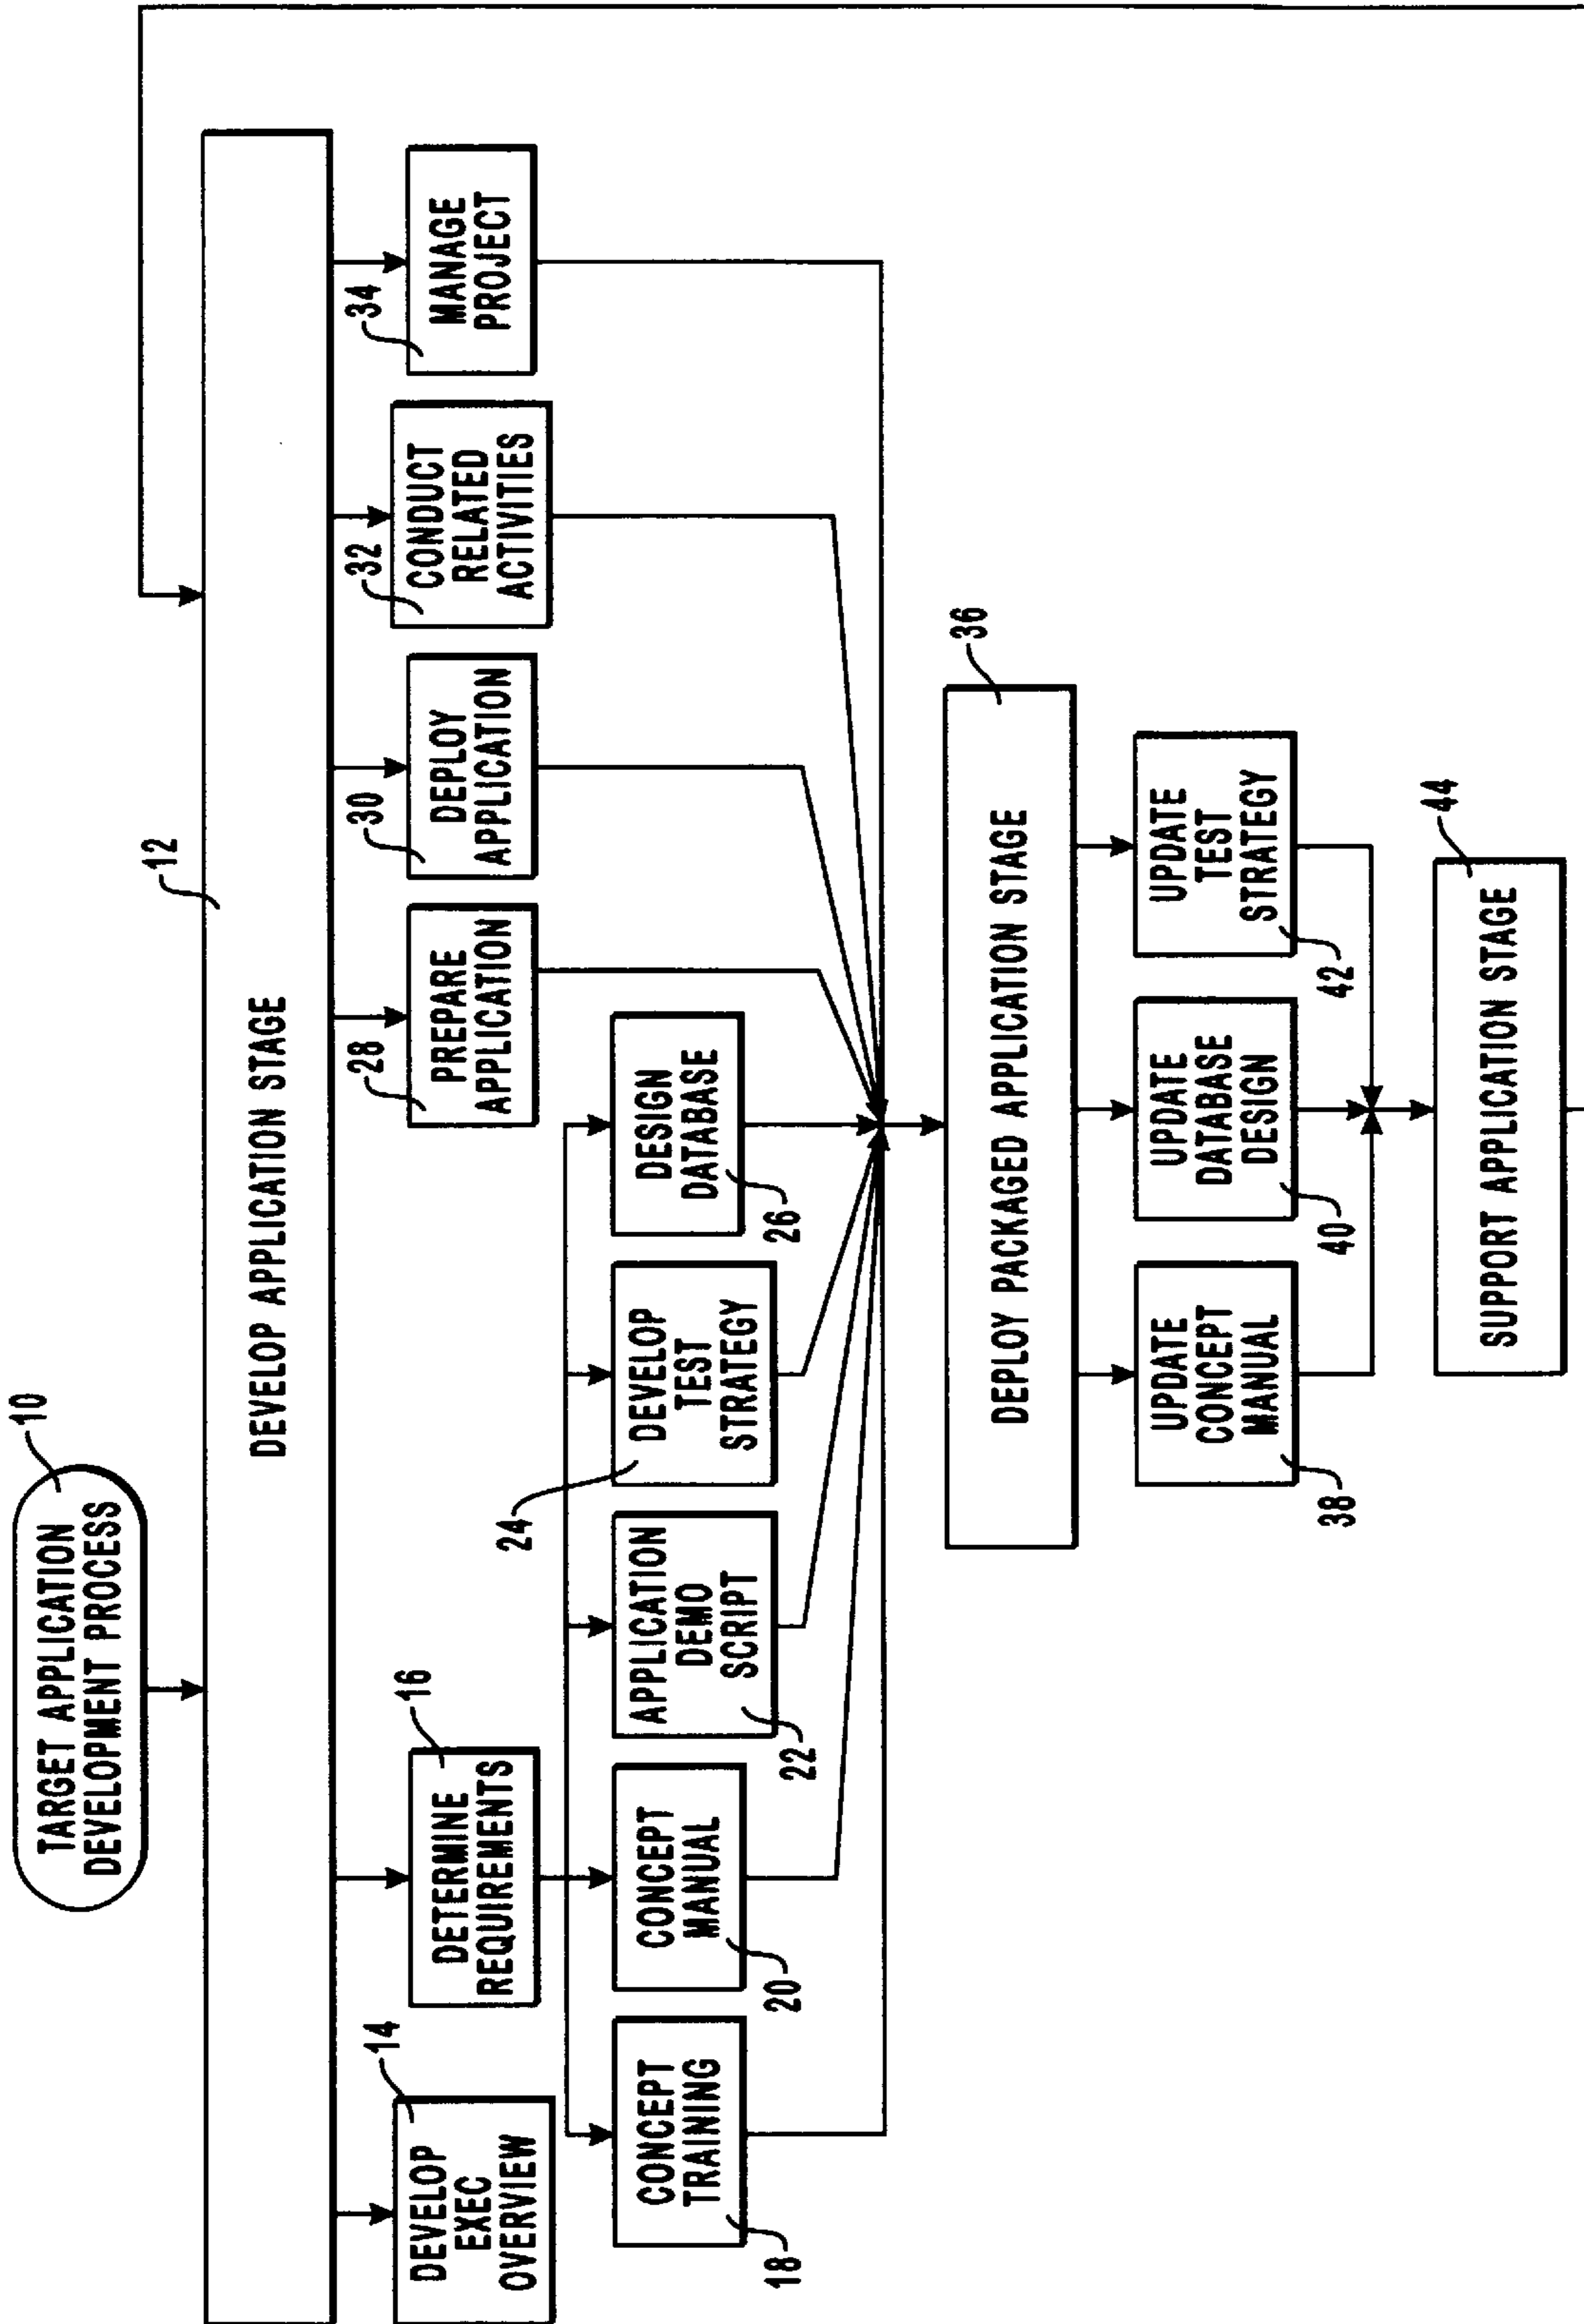 TARGET APPLICATION
DEVELOPMENT PROCESS
10
12
DEVELOP APPLICATION STAGE
14
DEVELOP
EXEC
OVERVIEW
16
DETERMINE
REQUIREMENTS
28
PREPARE
APPLICATION
30
DEPLOY
APPLICATION
32
CONDUCT
RELATED
ACTIVITIES
34
MANAGE
PROJECT
18
CONCEPT
TRAINING
20
CONCEPT
MANUAL
22
APPLICATION
DEMO
SCRIPT
24
DEVELOP
TEST
STRATEGY
26
DESIGN
DATABASE
36
DEPLOY PACKAGED APPLICATION STAGE
38
UPDATE
CONCEPT
MANUAL
40
UPDATE
DATABASE
DESIGN
42
UPDATE
TEST
STRATEGY
44
SUPPORT APPLICATION STAGE